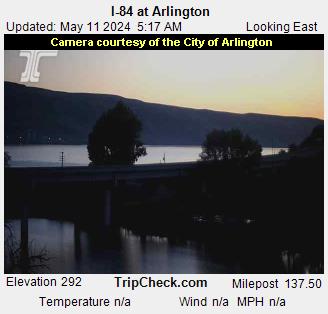 I-84 at Arlington
Updated: May 11 2024 5:17 AM Looking East
Camera courtesy of the City of Arlington
Elevation 292 TripCheck.com Milepost 137.50
Temperature n/a Wind n/a MPH n/a